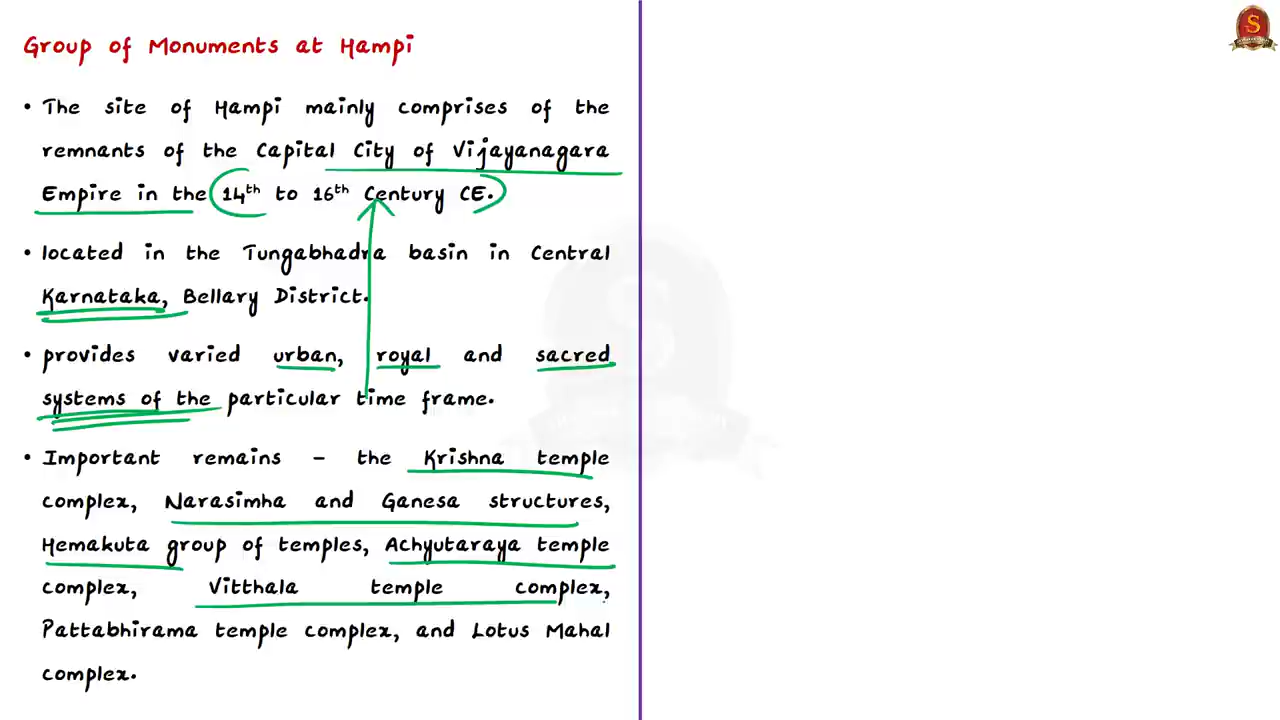 Group of Monuments at Hampi
• The site of Hampi mainly comprises of the
remnants of the Capital City of Vijayanagara
Empire in the 14th to 16th Century CE.
• located in the Tungabhadra basin in Central
Karnataka, Bellary District.
• provides varied urban, royal and sacred
systems of the particular time frame.
• Important remains – the Krishna temple
complex, Narasimha and Ganesa structures,
Hemakuta group of temples, Achyutaraya temple
complex, Vitthala temple complex,
Pattabhirama temple complex, and Lotus Mahal
complex.
S